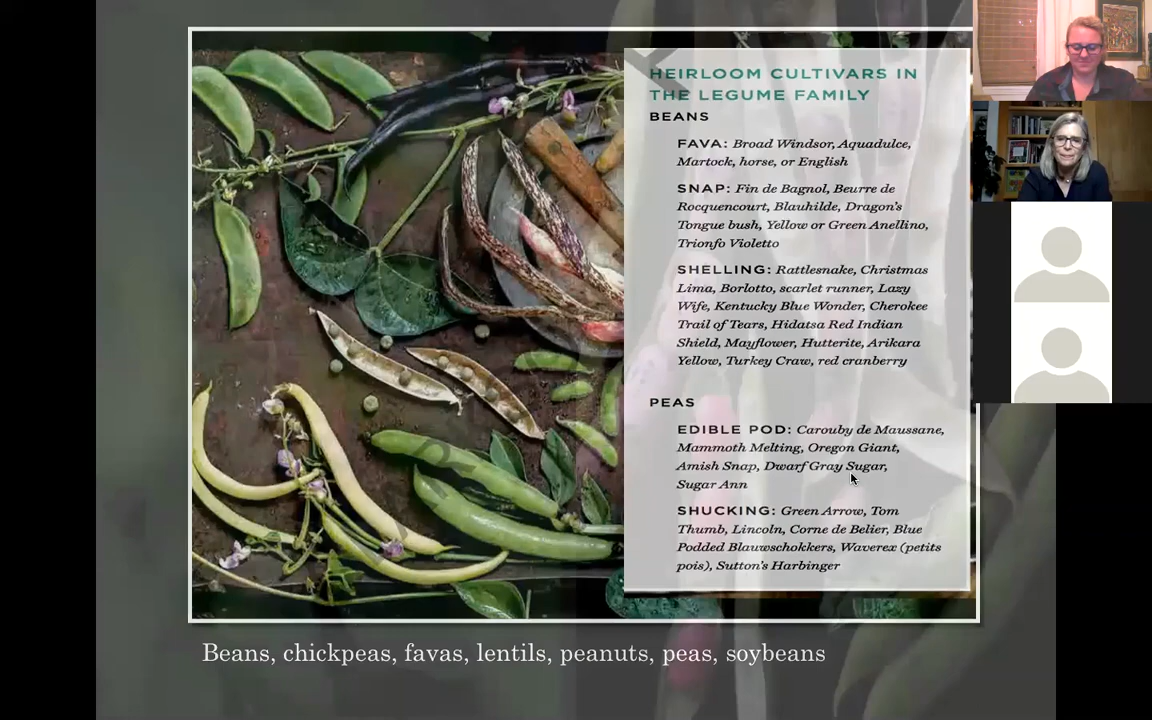 HEIRLOOM CULTIVARS IN
THE LEGUME FAMILY
BEANS
FAVA: Broad Windsor, Aquadulce,
Martock, horse, or English
SNAP: Fin de Bagnol, Beurre de
Rocquencourt, Blauhilde, Dragon's
Tongue bush, Yellow or Green Anellino,
Trionfo Violetto
SHELLING: Rattlesnake, Christmas
Lima, Borlotto, scarlet runner, Lazy
Wife, Kentucky Blue Wonder, Cherokee
Trail of Tears, Hidatsa Red Indian
Shield, Mayflower, Hutterite, Arikara
Yellow, Turkey Craw, red cranberry
PEAS
EDIBLE POD: Carouby de Maussane,
Mammoth Melting, Oregon Giant,
Amish Snap, Dwarf Gray Sugar,
Sugar Ann
SHUCKING: Green Arrow, Tom
Thumb, Lincoln, Corne de Belier, Blue
Podded Blauwschokkers, Waverex (petits
pois), Sutton's Harbinger
Beans, chickpeas, favas, lentils, peanuts, peas, soybeans